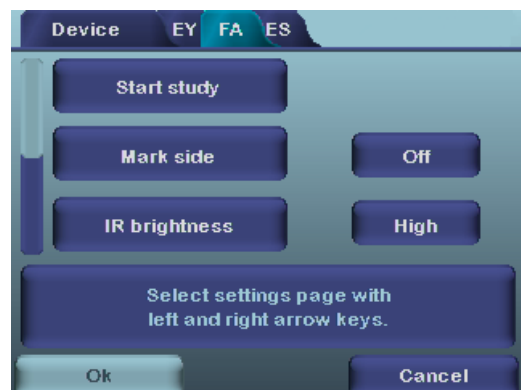 Device EY FA ES
Start study
Mark side Off
IR brightness High
Select settings page with
left and right arrow keys.
Ok Cancel